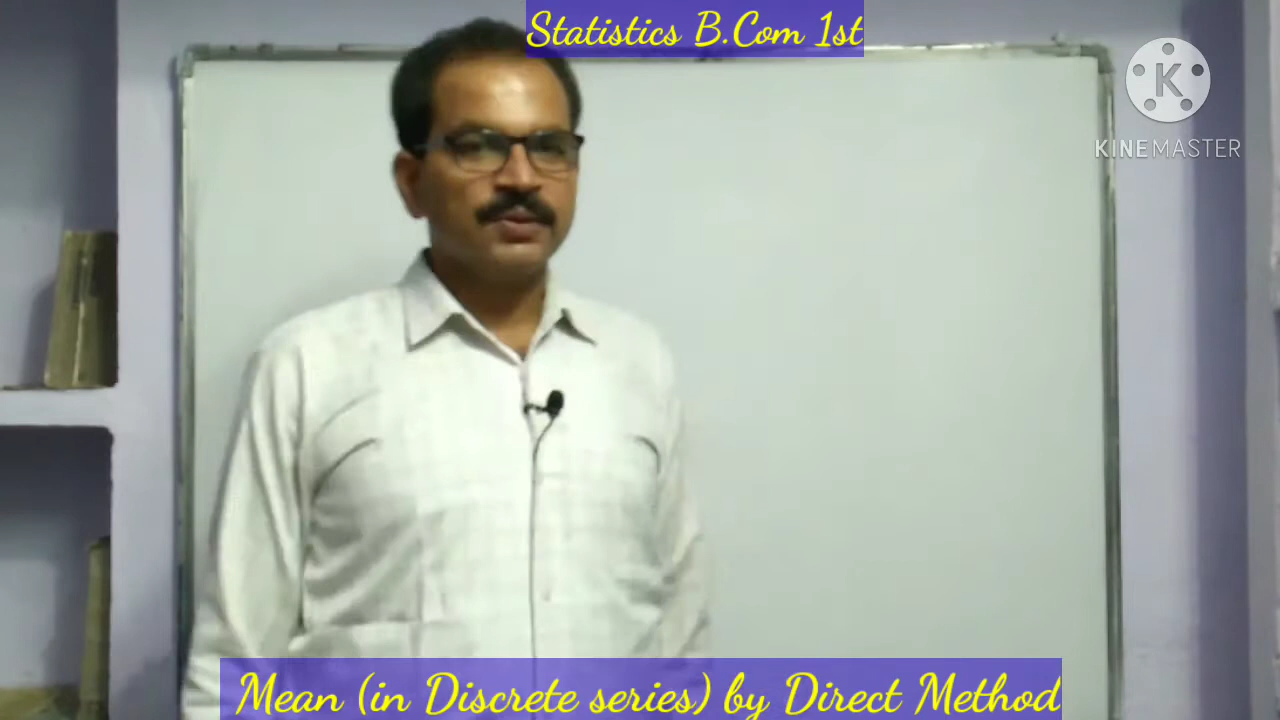 Statistics B.Com 1st
K
KINEMASTER
Mean (in Discrete series) by Direct Method